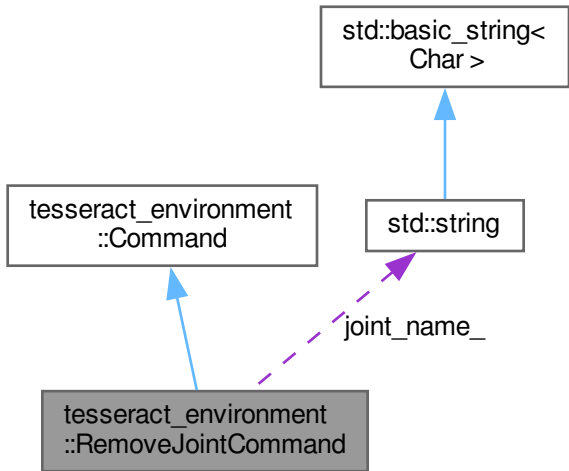 std::basic_string<
Char >
tesseract_environment
::Command
std::string
joint_name_
tesseract_environment
::RemoveJointCommand